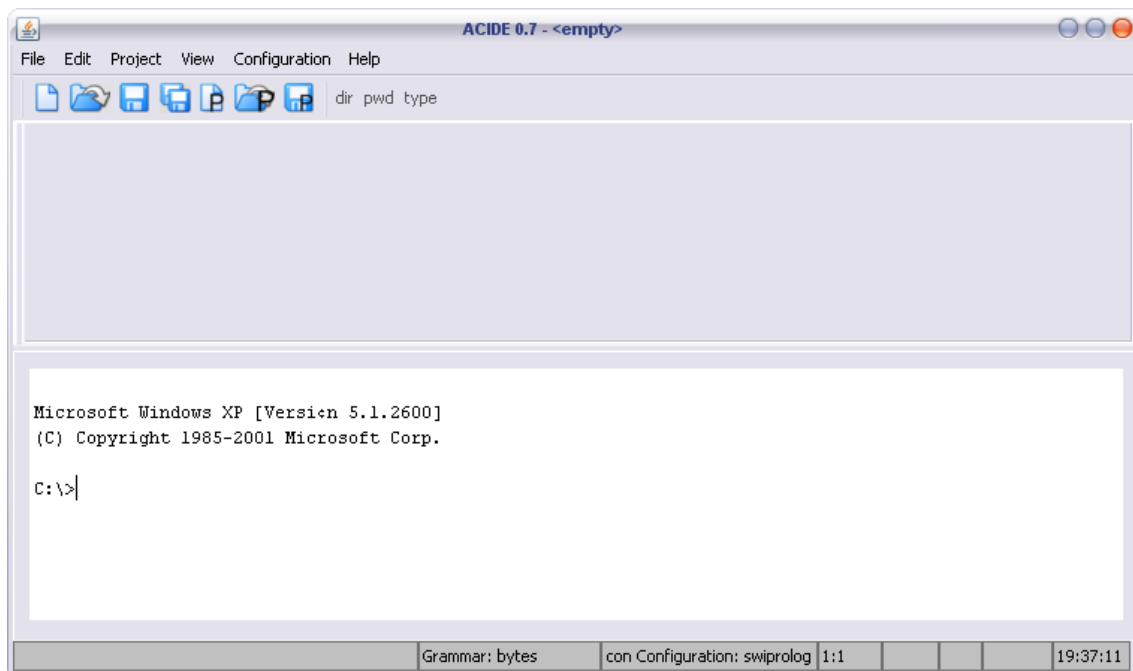 ACIDE 0.7 - <empty>
File Edit Project View Configuration Help
P P P dir pwd type
Microsoft Windows XP [Versi¢n 5.1.2600]
(C) Copyright 1985-2001 Microsoft Corp.
C:\>
Grammar: bytes con Configuration: swiprolog 1:1 19:37:11